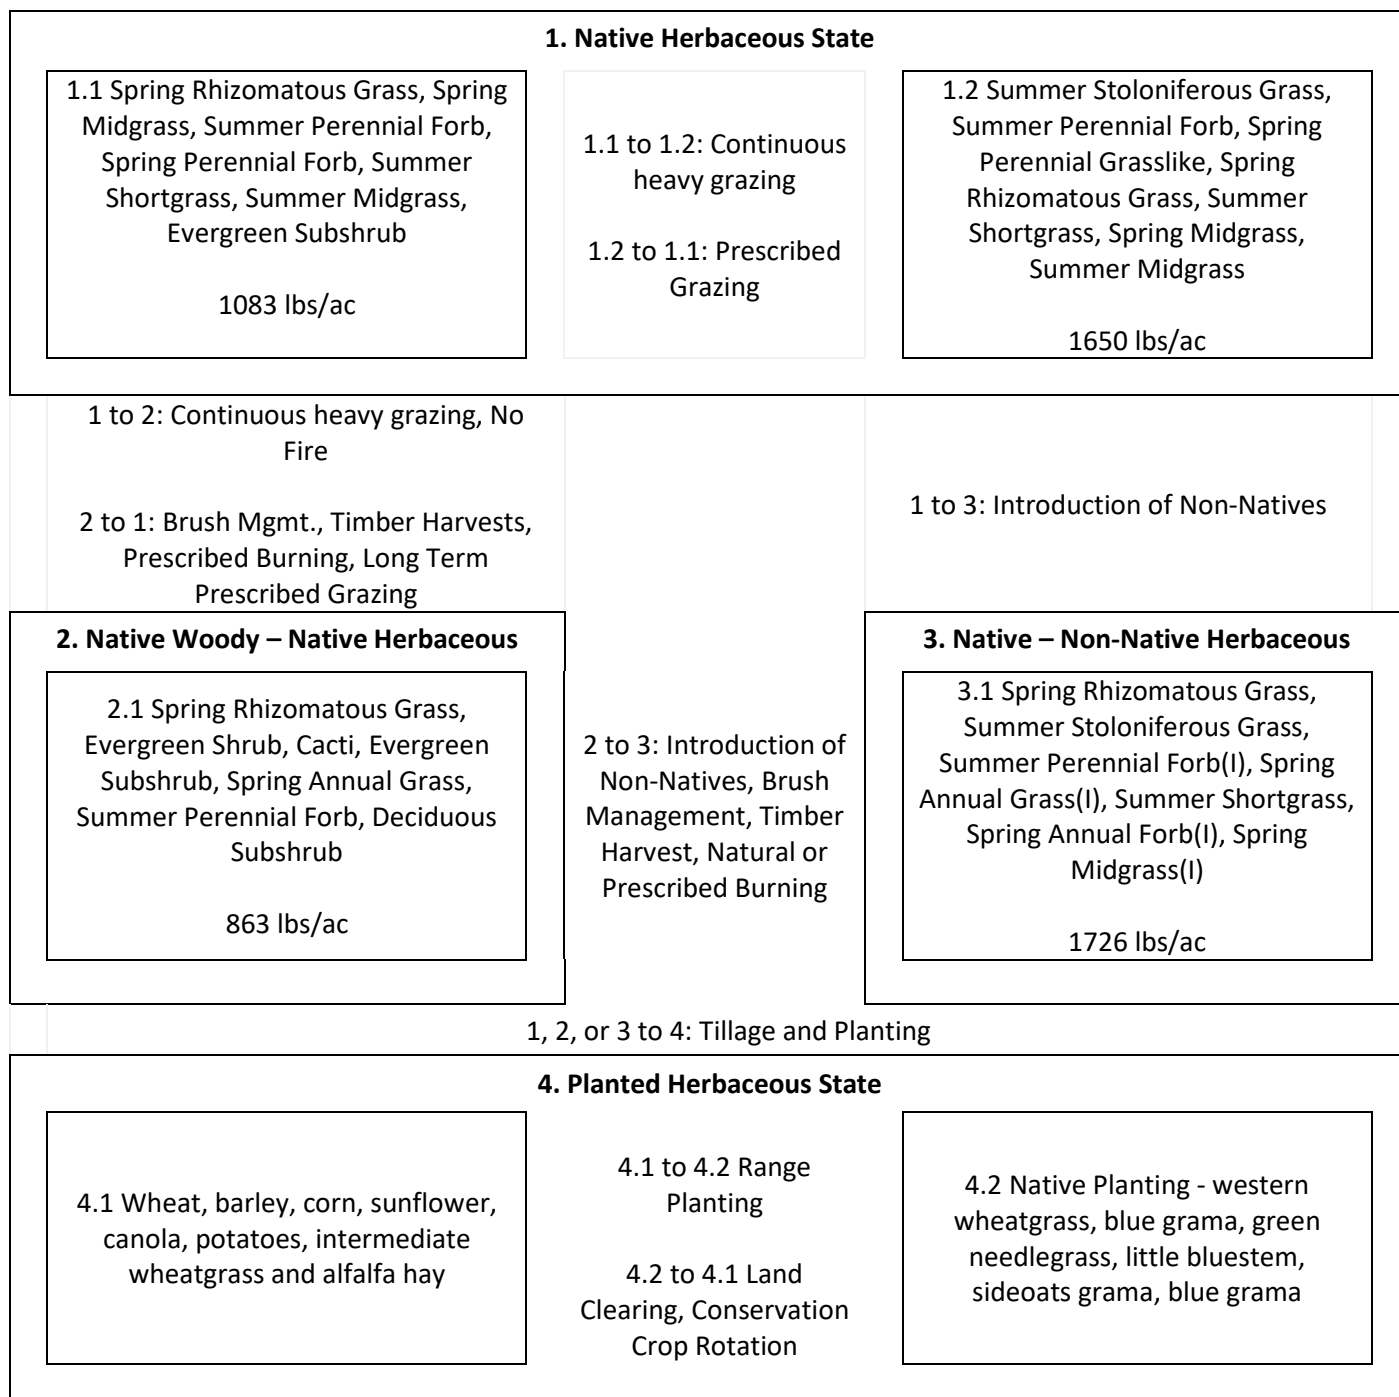 1. Native Herbaceous State
1.1 Spring Rhizomatous Grass, Spring
Midgrass, Summer Perennial Forb,
Spring Perennial Forb, Summer
Shortgrass, Summer Midgrass,
Evergreen Subshrub
1083 lbs/ac
1.1 to 1.2: Continuous
heavy grazing
1.2 to 1.1: Prescribed
Grazing
1.2 Summer Stoloniferous Grass,
Summer Perennial Forb, Spring
Perennial Grasslike, Spring
Rhizomatous Grass, Summer
Shortgrass, Spring Midgrass,
Summer Midgrass
1650 lbs/ac
1 to 2: Continuous heavy grazing, No
Fire
2 to 1: Brush Mgmt., Timber Harvests,
Prescribed Burning, Long Term
Prescribed Grazing
1 to 3: Introduction of Non-Natives
2. Native Woody – Native Herbaceous
2.1 Spring Rhizomatous Grass,
Evergreen Shrub, Cacti, Evergreen
Subshrub, Spring Annual Grass,
Summer Perennial Forb, Deciduous
Subshrub
863 lbs/ac
2 to 3: Introduction of
Non-Natives, Brush
Management, Timber
Harvest, Natural or
Prescribed Burning
3. Native – Non-Native Herbaceous
3.1 Spring Rhizomatous Grass,
Summer Stoloniferous Grass,
Summer Perennial Forb(I), Spring
Annual Grass(I), Summer Shortgrass,
Spring Annual Forb(I), Spring
Midgrass(I)
1726 lbs/ac
1, 2, or 3 to 4: Tillage and Planting
4. Planted Herbaceous State
4.1 Wheat, barley, corn, sunflower,
canola, potatoes, intermediate
wheatgrass and alfalfa hay
4.1 to 4.2 Range
Planting
4.2 to 4.1 Land
Clearing, Conservation
Crop Rotation
4.2 Native Planting - western
wheatgrass, blue grama, green
needlegrass, little bluestem,
sideoats grama, blue grama